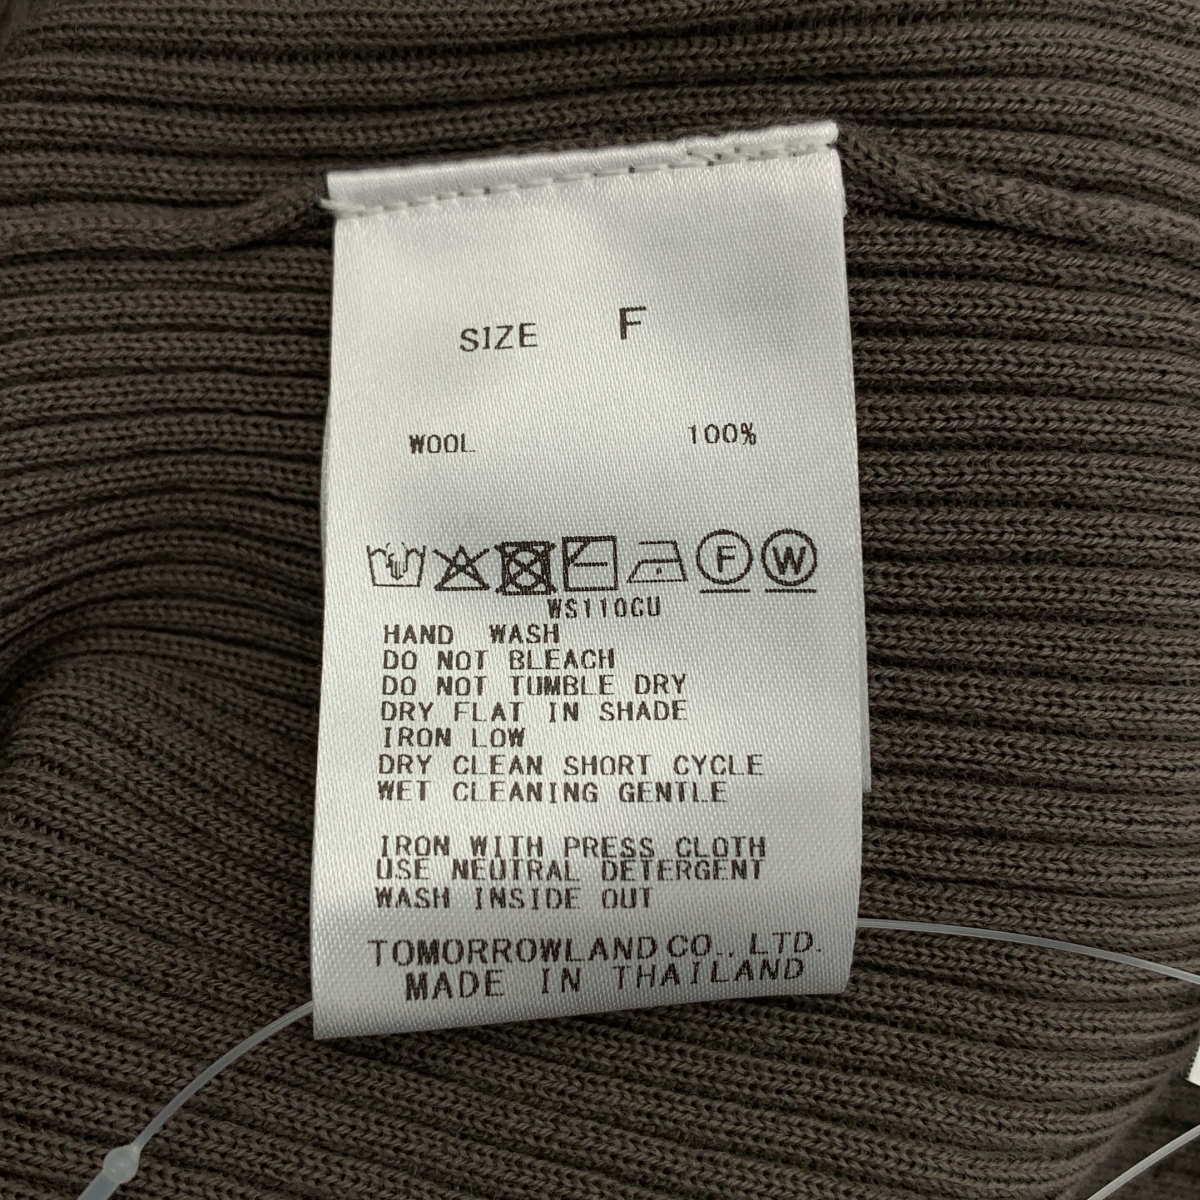 SIZE F
WOOL 100%
F W
WS110CU
HAND WASH
DO NOT BLEACH
DO NOT TUMBLE DRY
DRY FLAT IN SHADE
IRON LOW
DRY CLEAN SHORT CYCLE
WET CLEANING GENTLE
IRON WITH PRESS CLOTH
USE NEUTRAL DETERGENT
WASH INSIDE OUT
TOMORROWLAND CO., LTD.
MADE IN THAILAND